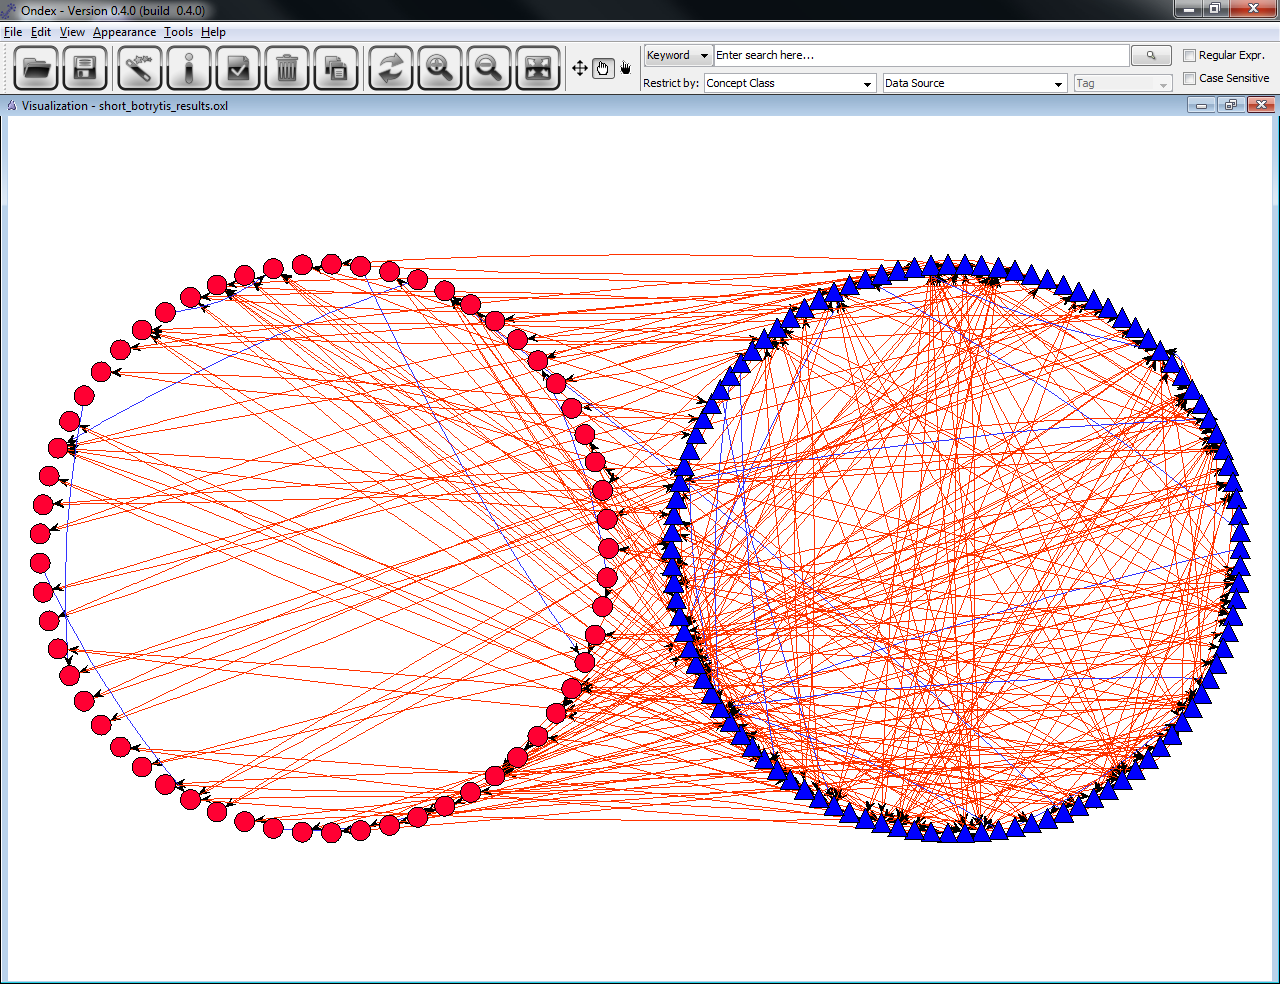 Ondex - Version 0.4.0 (build  0.4.0)
File Edit View Appearance Tools Help
Keyword Enter search here... Regular Expr.
Restrict by: Concept Class Data Source Tag Case Sensitive
Visualization - short_botrytis_results.oxl